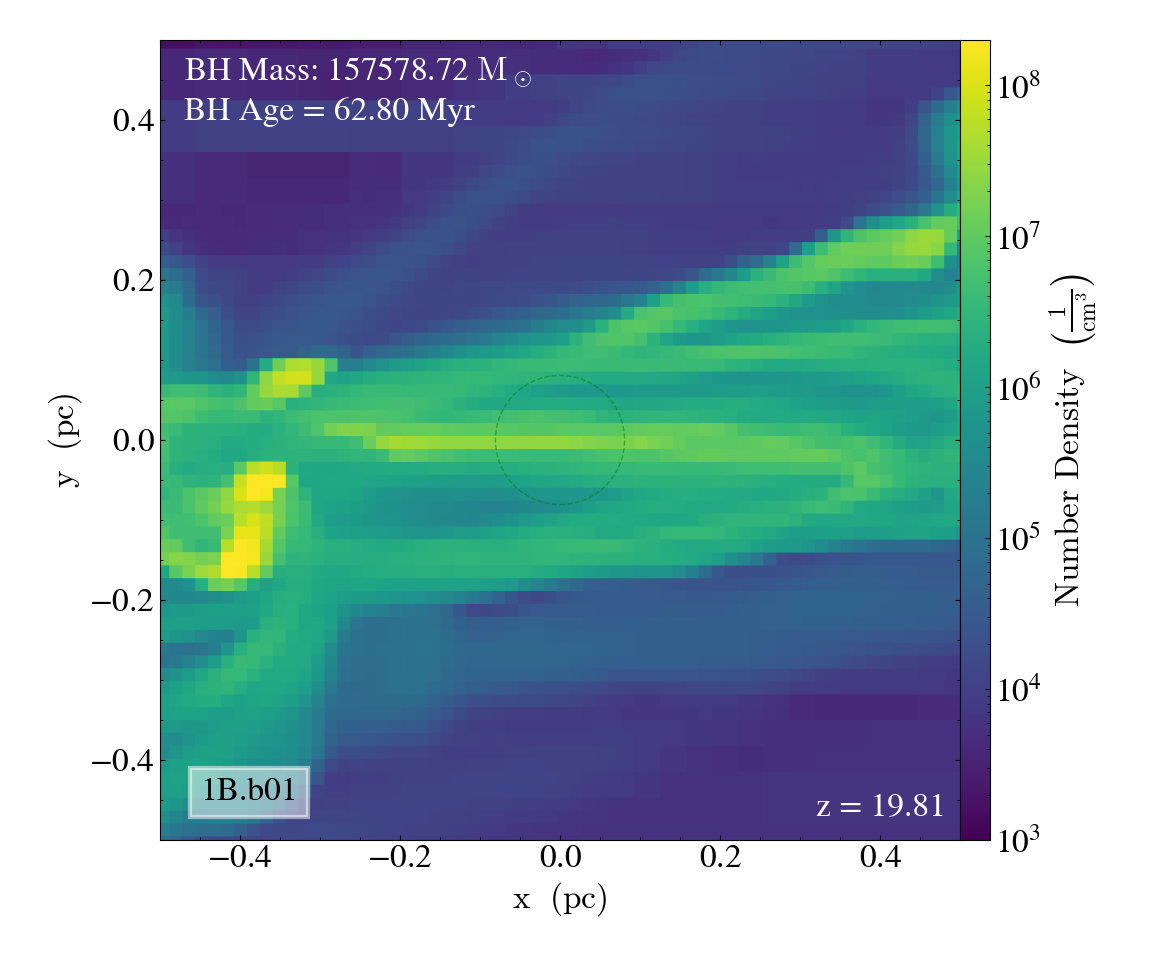 BH Mass: 157578.72 M⊙
BH Age = 62.80 Myr
0.4
0.2
0.0
−0.2
−0.4
y (pc)
1B.b01
z = 19.81
−0.4 −0.2 0.0 0.2 0.4
x (pc)
10⁸
10⁷
10⁶
10⁵
10⁴
10³
Number Density (1/cm³)